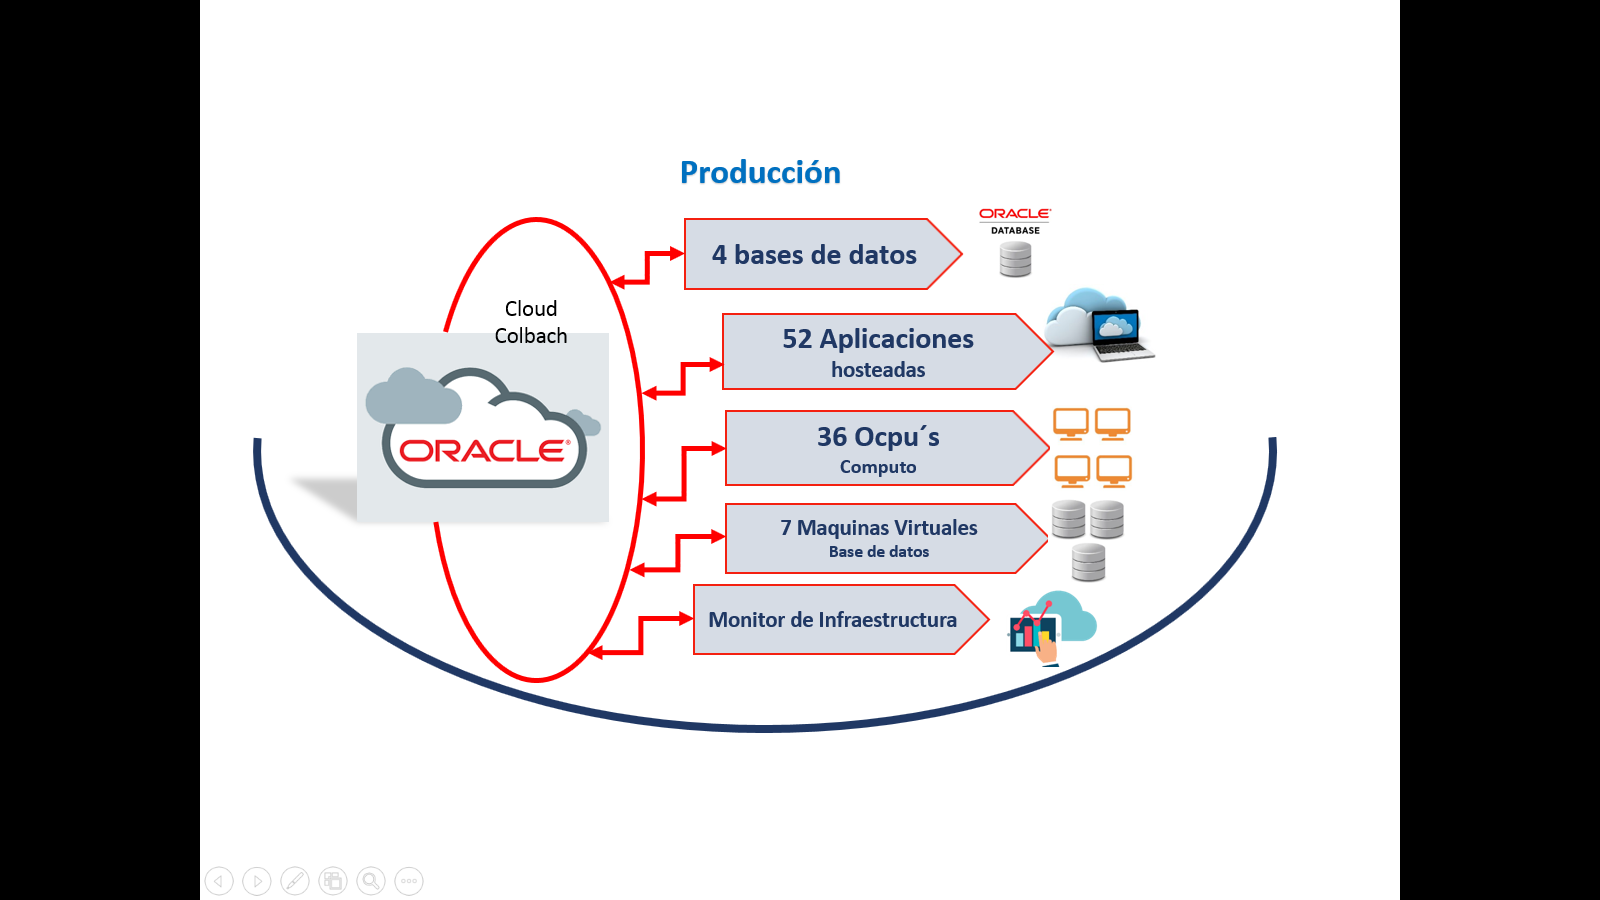 Producción
ORACLE
DATABASE
4 bases de datos
Cloud
Colbach
ORACLE®
52 Aplicaciones
hosteadas
36 Ocpu´s
Computo
7 Maquinas Virtuales
Base de datos
Monitor de Infraestructura